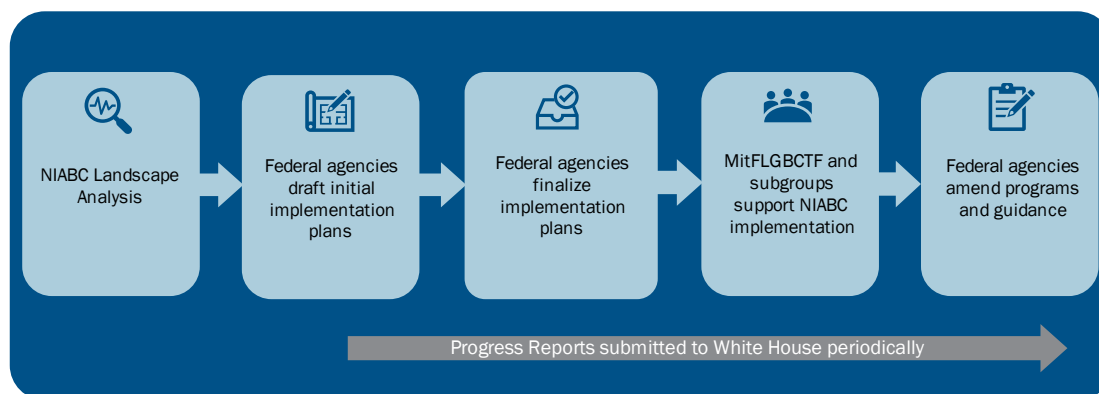 NIABC Landscape
Analysis
Federal agencies
draft initial
implementation
plans
Federal agencies
finalize
implementation
plans
MitFLGBCTF and
subgroups
support NIABC
implementation
Federal agencies
amend programs
and guidance
Progress Reports submitted to White House periodically